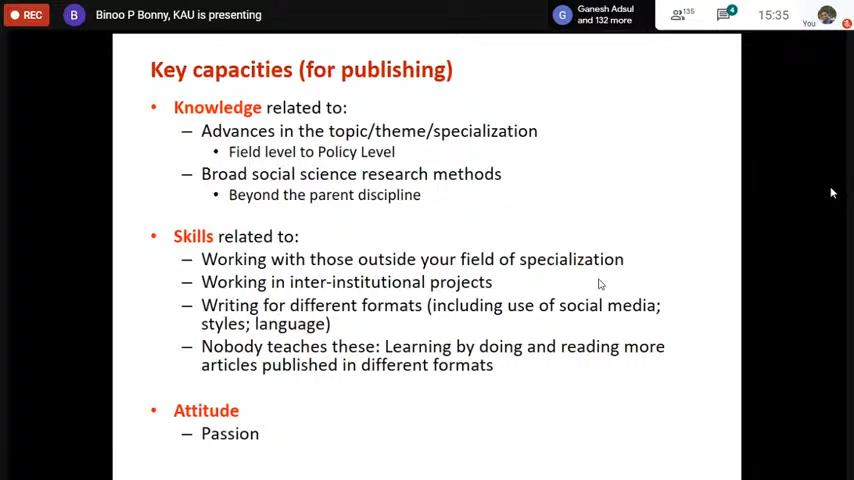 REC
B
Binoo P Bonny, KAU is presenting
G
Ganesh Adsul
and 132 more
135
4
15:35
You
Key capacities (for publishing)
• Knowledge related to:
– Advances in the topic/theme/specialization
• Field level to Policy Level
– Broad social science research methods
• Beyond the parent discipline
• Skills related to:
– Working with those outside your field of specialization
– Working in inter-institutional projects
– Writing for different formats (including use of social media;
styles; language)
– Nobody teaches these: Learning by doing and reading more
articles published in different formats
• Attitude
– Passion